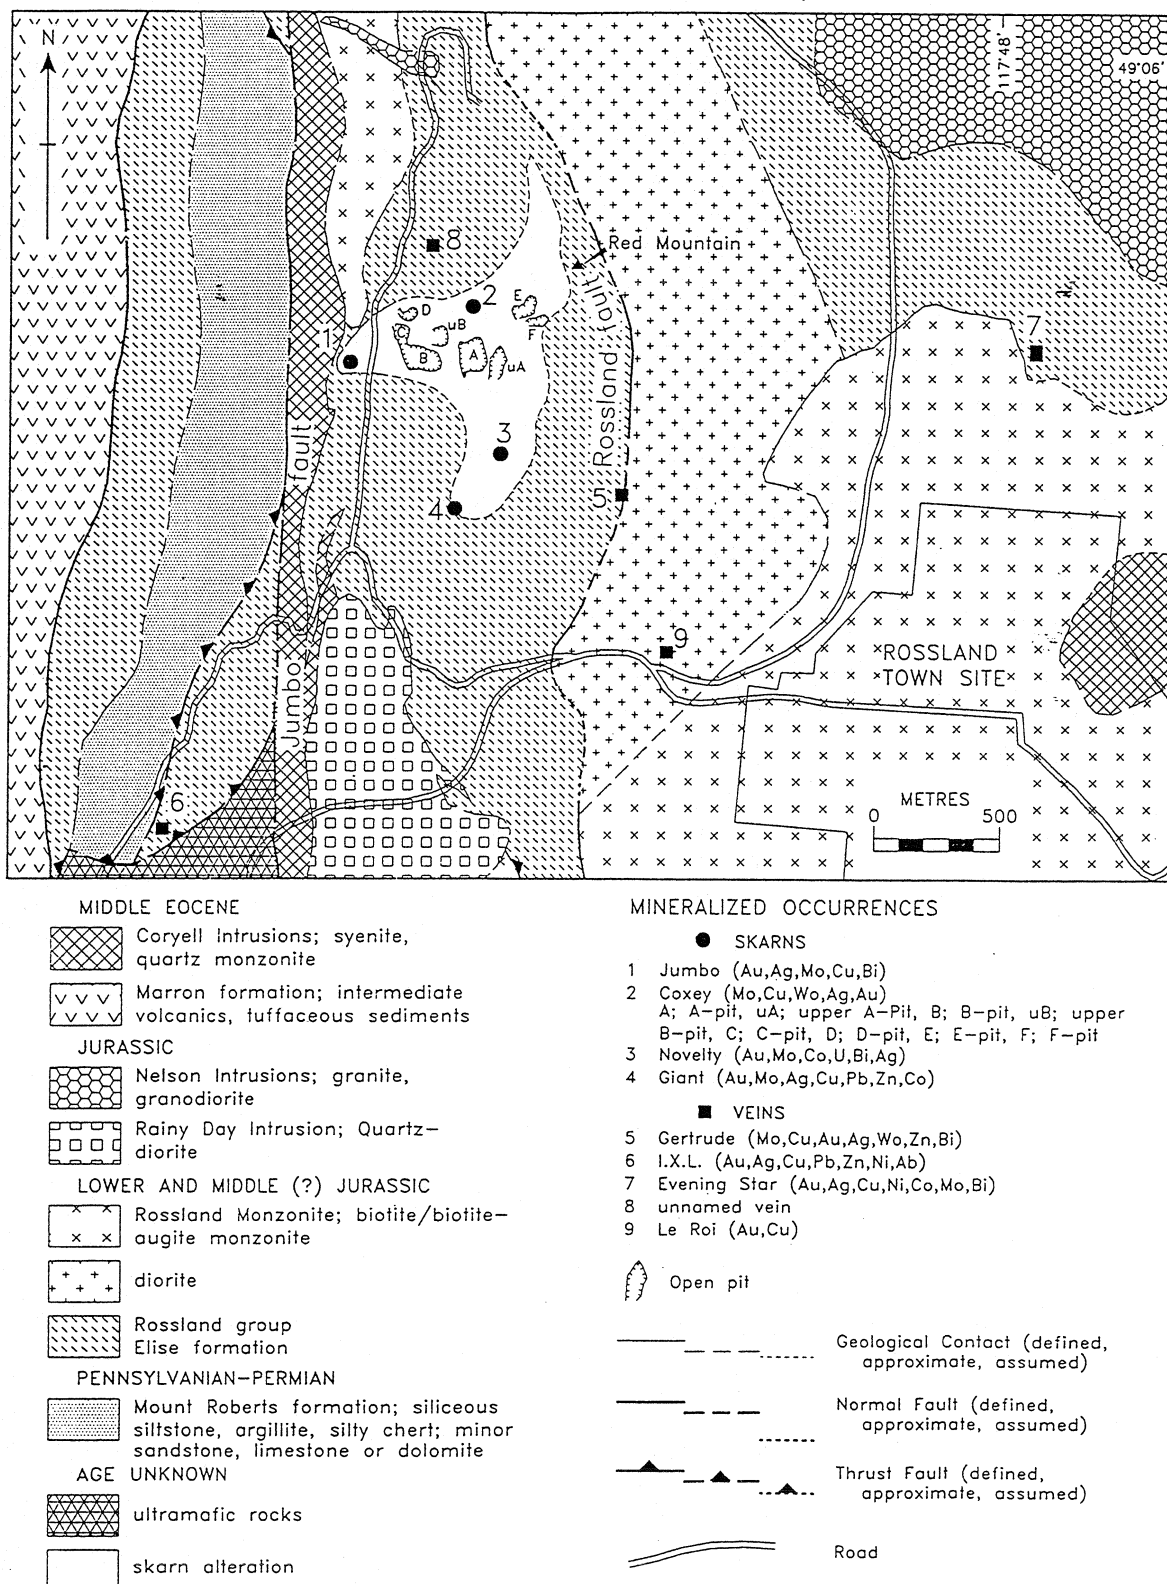 N
117°48'
49°06'
8
Red Mountain
2
E
D
F
uB
C
7
1
B
A
uA
Rossland fault
3
fault
4
5
9
ROSSLAND
TOWN SITE
Jumbo
6
METRES
0 500
MIDDLE EOCENE
Coryell Intrusions; syenite,
quartz monzonite
Marron formation; intermediate
volcanics, tuffaceous sediments
JURASSIC
Nelson Intrusions; granite,
granodiorite
Rainy Day Intrusion; Quartz-
diorite
LOWER AND MIDDLE (?) JURASSIC
Rossland Monzonite; biotite/biotite-
augite monzonite
diorite
Rossland group
Elise formation
PENNSYLVANIAN-PERMIAN
Mount Roberts formation; siliceous
siltstone, argillite, silty chert; minor
sandstone, limestone or dolomite
AGE UNKNOWN
ultramafic rocks
skarn alteration
MINERALIZED OCCURRENCES
SKARNS
1 Jumbo (Au,Ag,Mo,Cu,Bi)
2 Coxey (Mo,Cu,Wo,Ag,Au)
A; A-pit, uA; upper A-Pit, B; B-pit, uB; upper
B-pit, C; C-pit, D; D-pit, E; E-pit, F; F-pit
3 Novelty (Au,Mo,Co,U,Bi,Ag)
4 Giant (Au,Mo,Ag,Cu,Pb,Zn,Co)
VEINS
5 Gertrude (Mo,Cu,Au,Ag,Wo,Zn,Bi)
6 I.X.L. (Au,Ag,Cu,Pb,Zn,Ni,Ab)
7 Evening Star (Au,Ag,Cu,Ni,Co,Mo,Bi)
8 unnamed vein
9 Le Roi (Au,Cu)
Open pit
Geological Contact (defined,
approximate, assumed)
Normal Fault (defined,
approximate, assumed)
Thrust Fault (defined,
approximate, assumed)
Road